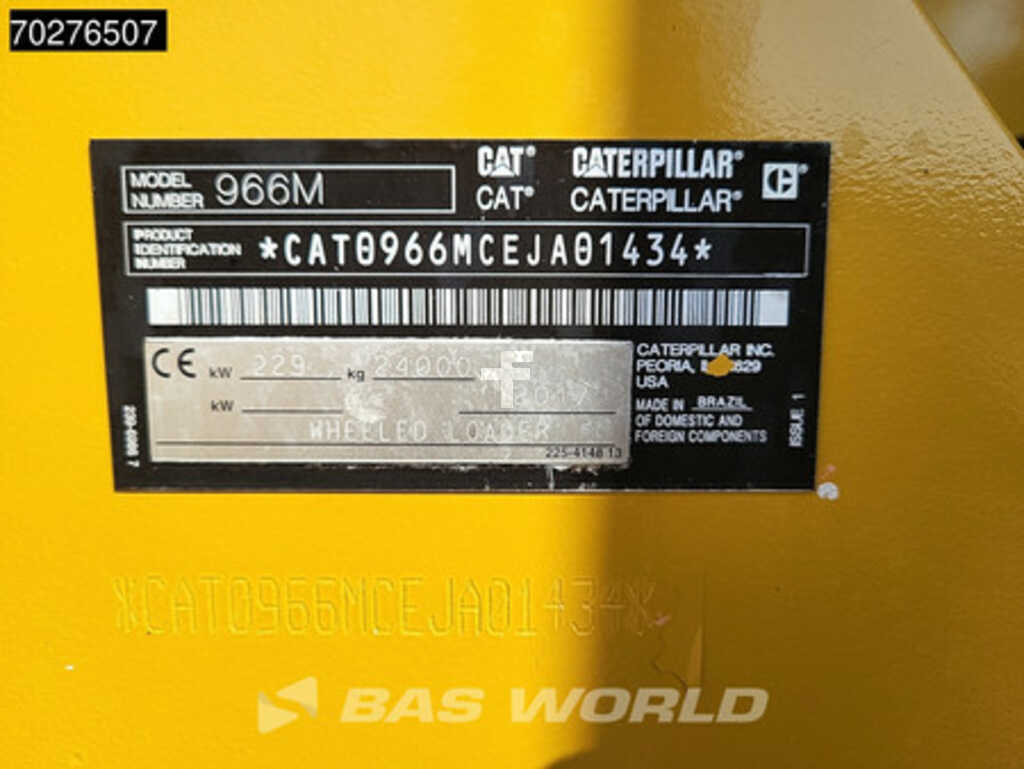 70276507
CAT® CATERPILLAR®
MODEL NUMBER 966M
CAT® CATERPILLAR®
PRODUCT IDENTIFICATION NUMBER *CAT0966MCEJA01434*
CE kW 229 kg 24000
kW 2017
WHEELED LOADER
225-4148 13
CATERPILLAR INC.
PEORIA,
USA
MADE IN BRAZIL
OF DOMESTIC AND
FOREIGN COMPONENTS
ISSUE 1
*CAT0966MCEJA01434*
BAS WORLD